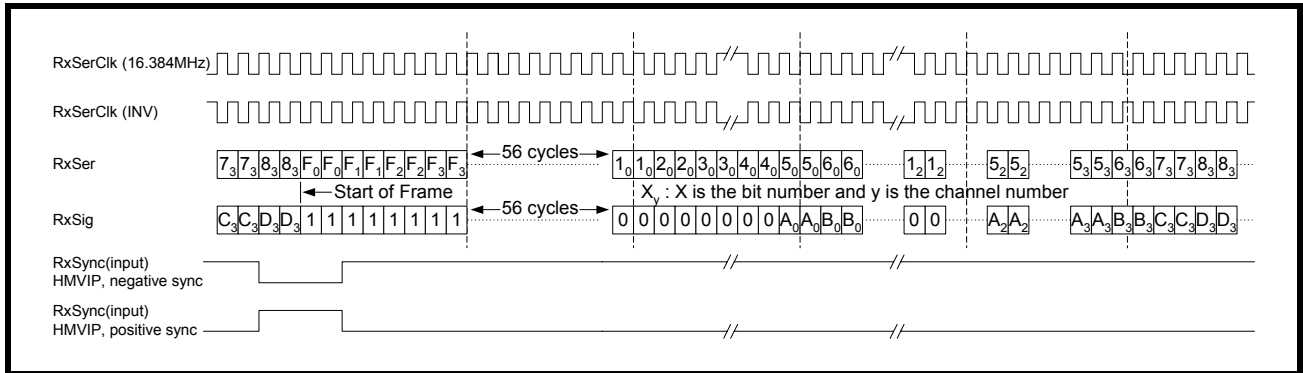 RxSerClk (16.384MHz)
RxSerClk (INV)
RxSer 7₃ 7₃ 8₃ 8₃ F₀ F₀ F₁ F₁ F₂ F₂ F₃ F₃ 56 cycles 1₀ 1₀ 2₀ 2₀ 3₀ 3₀ 4₀ 4₀ 5₀ 5₀ 6₀ 6₀ 1₂ 1₂ 5₂ 5₂ 5₃ 5₃ 6₃ 6₃ 7₃ 7₃ 8₃ 8₃
Start of Frame Xy : X is the bit number and y is the channel number
RxSig C₃ C₃ D₃ D₃ 1 1 1 1 1 1 1 1 56 cycles 0 0 0 0 0 0 0 0 A₀ A₀ B₀ B₀ 0 0 A₂ A₂ A₃ A₃ B₃ B₃ C₃ C₃ D₃ D₃
RxSync(input)
HMVIP, negative sync
RxSync(input)
HMVIP, positive sync